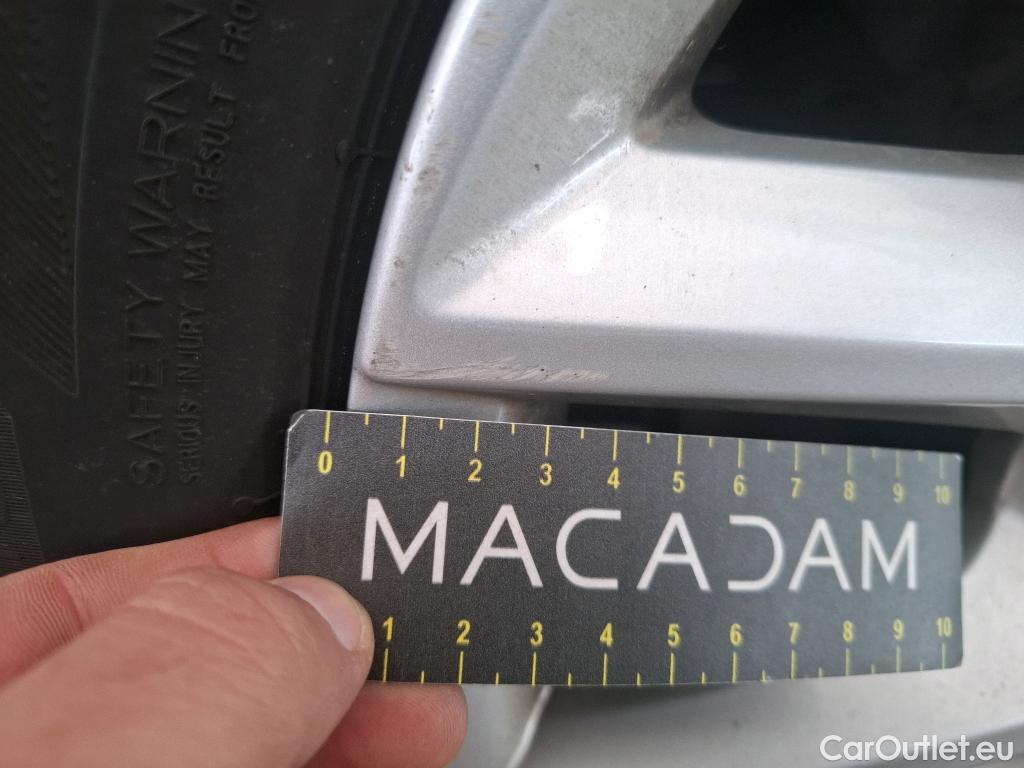 SAFETY WARNIN
SERIOUS INJURY MAY RESULT FRO
0 1 2 3 4 5 6 7 8 9 10
MACADAM
1 2 3 4 5 6 7 8 9 10
CarOutlet.eu